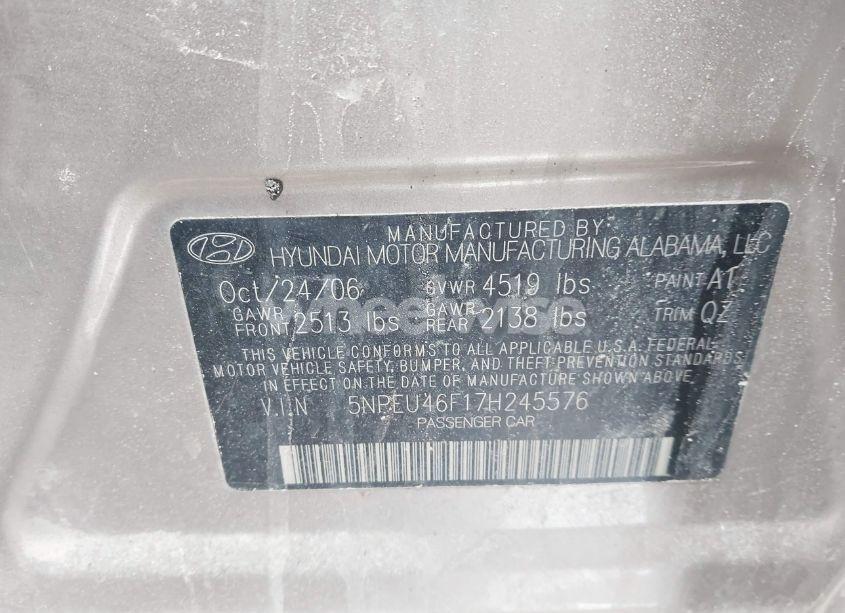 MANUFACTURED BY
HYUNDAI MOTOR MANUFACTURING ALABAMA, LLC
Oct/24/06 GVWR 4519 lbs PAINT AT
GAWR FRONT 2513 lbs GAWR REAR 2138 lbs TRIM QZ
THIS VEHICLE CONFORMS TO ALL APPLICABLE U.S.A. FEDERAL
MOTOR VEHICLE SAFETY, BUMPER, AND THEFT PREVENTION STANDARDS
IN EFFECT ON THE DATE OF MANUFACTURE SHOWN ABOVE.
V.I.N 5NPEU46F17H245576
PASSENGER CAR